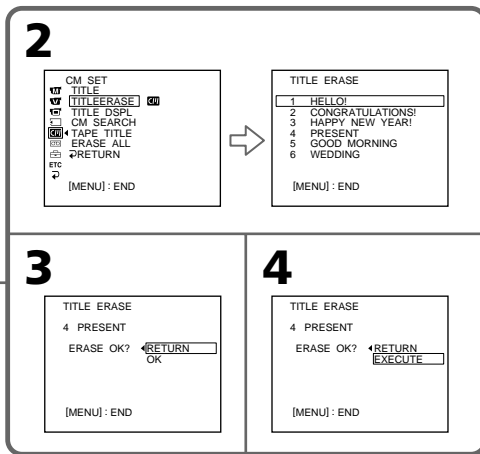 2
CM SET
TITLE
TITLEERASE
TITLE DSPL
CM SEARCH
TAPE TITLE
ERASE ALL
RETURN
ETC
[MENU] : END
TITLE ERASE
1 HELLO!
2 CONGRATULATIONS!
3 HAPPY NEW YEAR!
4 PRESENT
5 GOOD MORNING
6 WEDDING
[MENU] : END
3
TITLE ERASE
4 PRESENT
ERASE OK? RETURN
OK
[MENU] : END
4
TITLE ERASE
4 PRESENT
ERASE OK? RETURN
EXECUTE
[MENU] : END